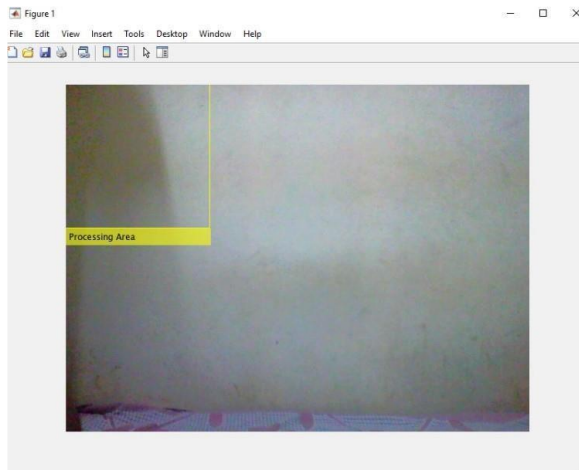 Figure 1
File Edit View Insert Tools Desktop Window Help
Processing Area